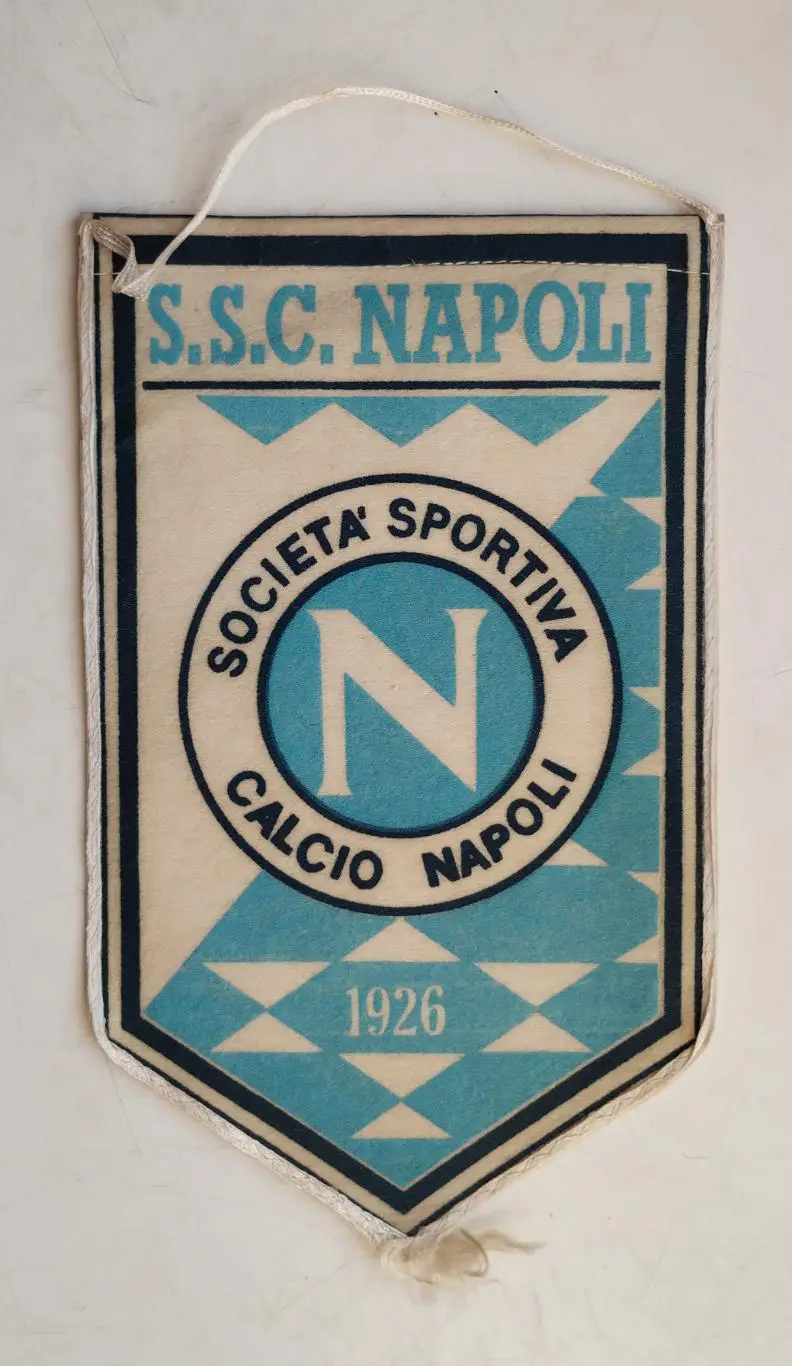 S.S.C. NAPOLI
SOCIETA' SPORTIVA
N
CALCIO NAPOLI
1926